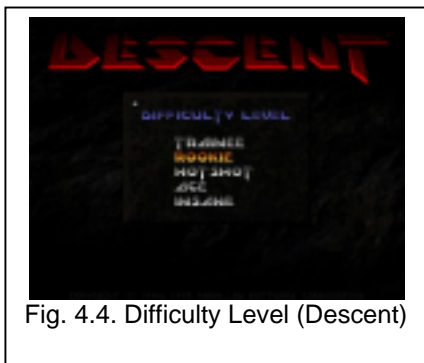 DESCENT
DIFFICULTY LEVEL
TRAINEE
ROOKIE
HOTSHOT
ACE
INSANE
Fig. 4.4. Difficulty Level (Descent)